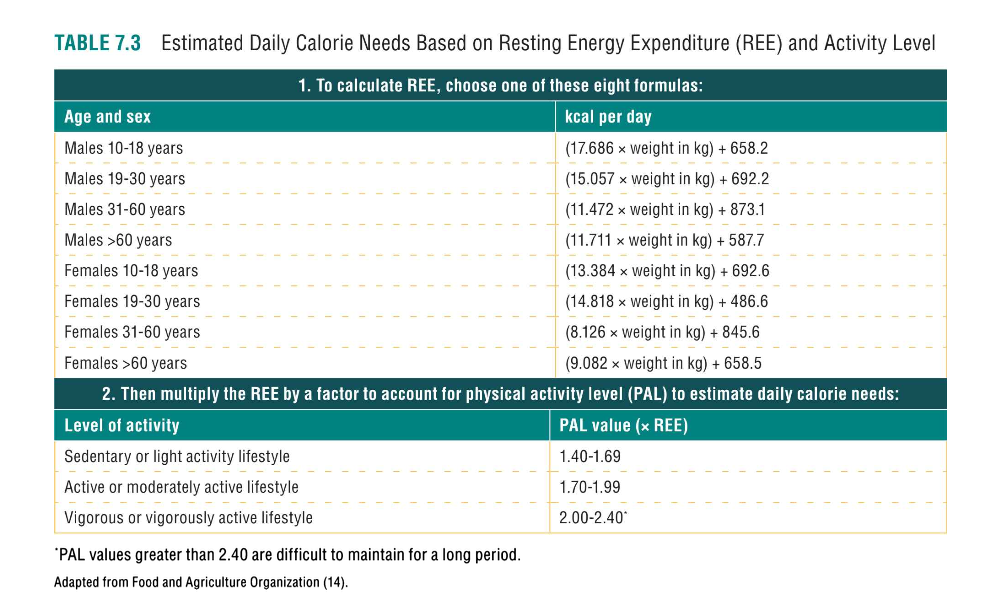 TABLE 7.3 Estimated Daily Calorie Needs Based on Resting Energy Expenditure (REE) and Activity Level
1. To calculate REE, choose one of these eight formulas:
Age and sex kcal per day
Males 10-18 years (17.686 × weight in kg) + 658.2
Males 19-30 years (15.057 × weight in kg) + 692.2
Males 31-60 years (11.472 × weight in kg) + 873.1
Males >60 years (11.711 × weight in kg) + 587.7
Females 10-18 years (13.384 × weight in kg) + 692.6
Females 19-30 years (14.818 × weight in kg) + 486.6
Females 31-60 years (8.126 × weight in kg) + 845.6
Females >60 years (9.082 × weight in kg) + 658.5
2. Then multiply the REE by a factor to account for physical activity level (PAL) to estimate daily calorie needs:
Level of activity PAL value (× REE)
Sedentary or light activity lifestyle 1.40-1.69
Active or moderately active lifestyle 1.70-1.99
Vigorous or vigorously active lifestyle 2.00-2.40*
*PAL values greater than 2.40 are difficult to maintain for a long period.
Adapted from Food and Agriculture Organization (14).